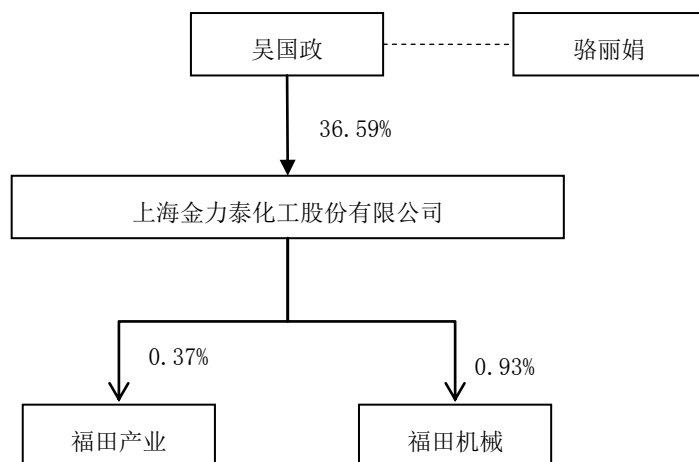 吴国政
骆丽娟
36.59%
上海金力泰化工股份有限公司
0.37%
0.93%
福田产业
福田机械